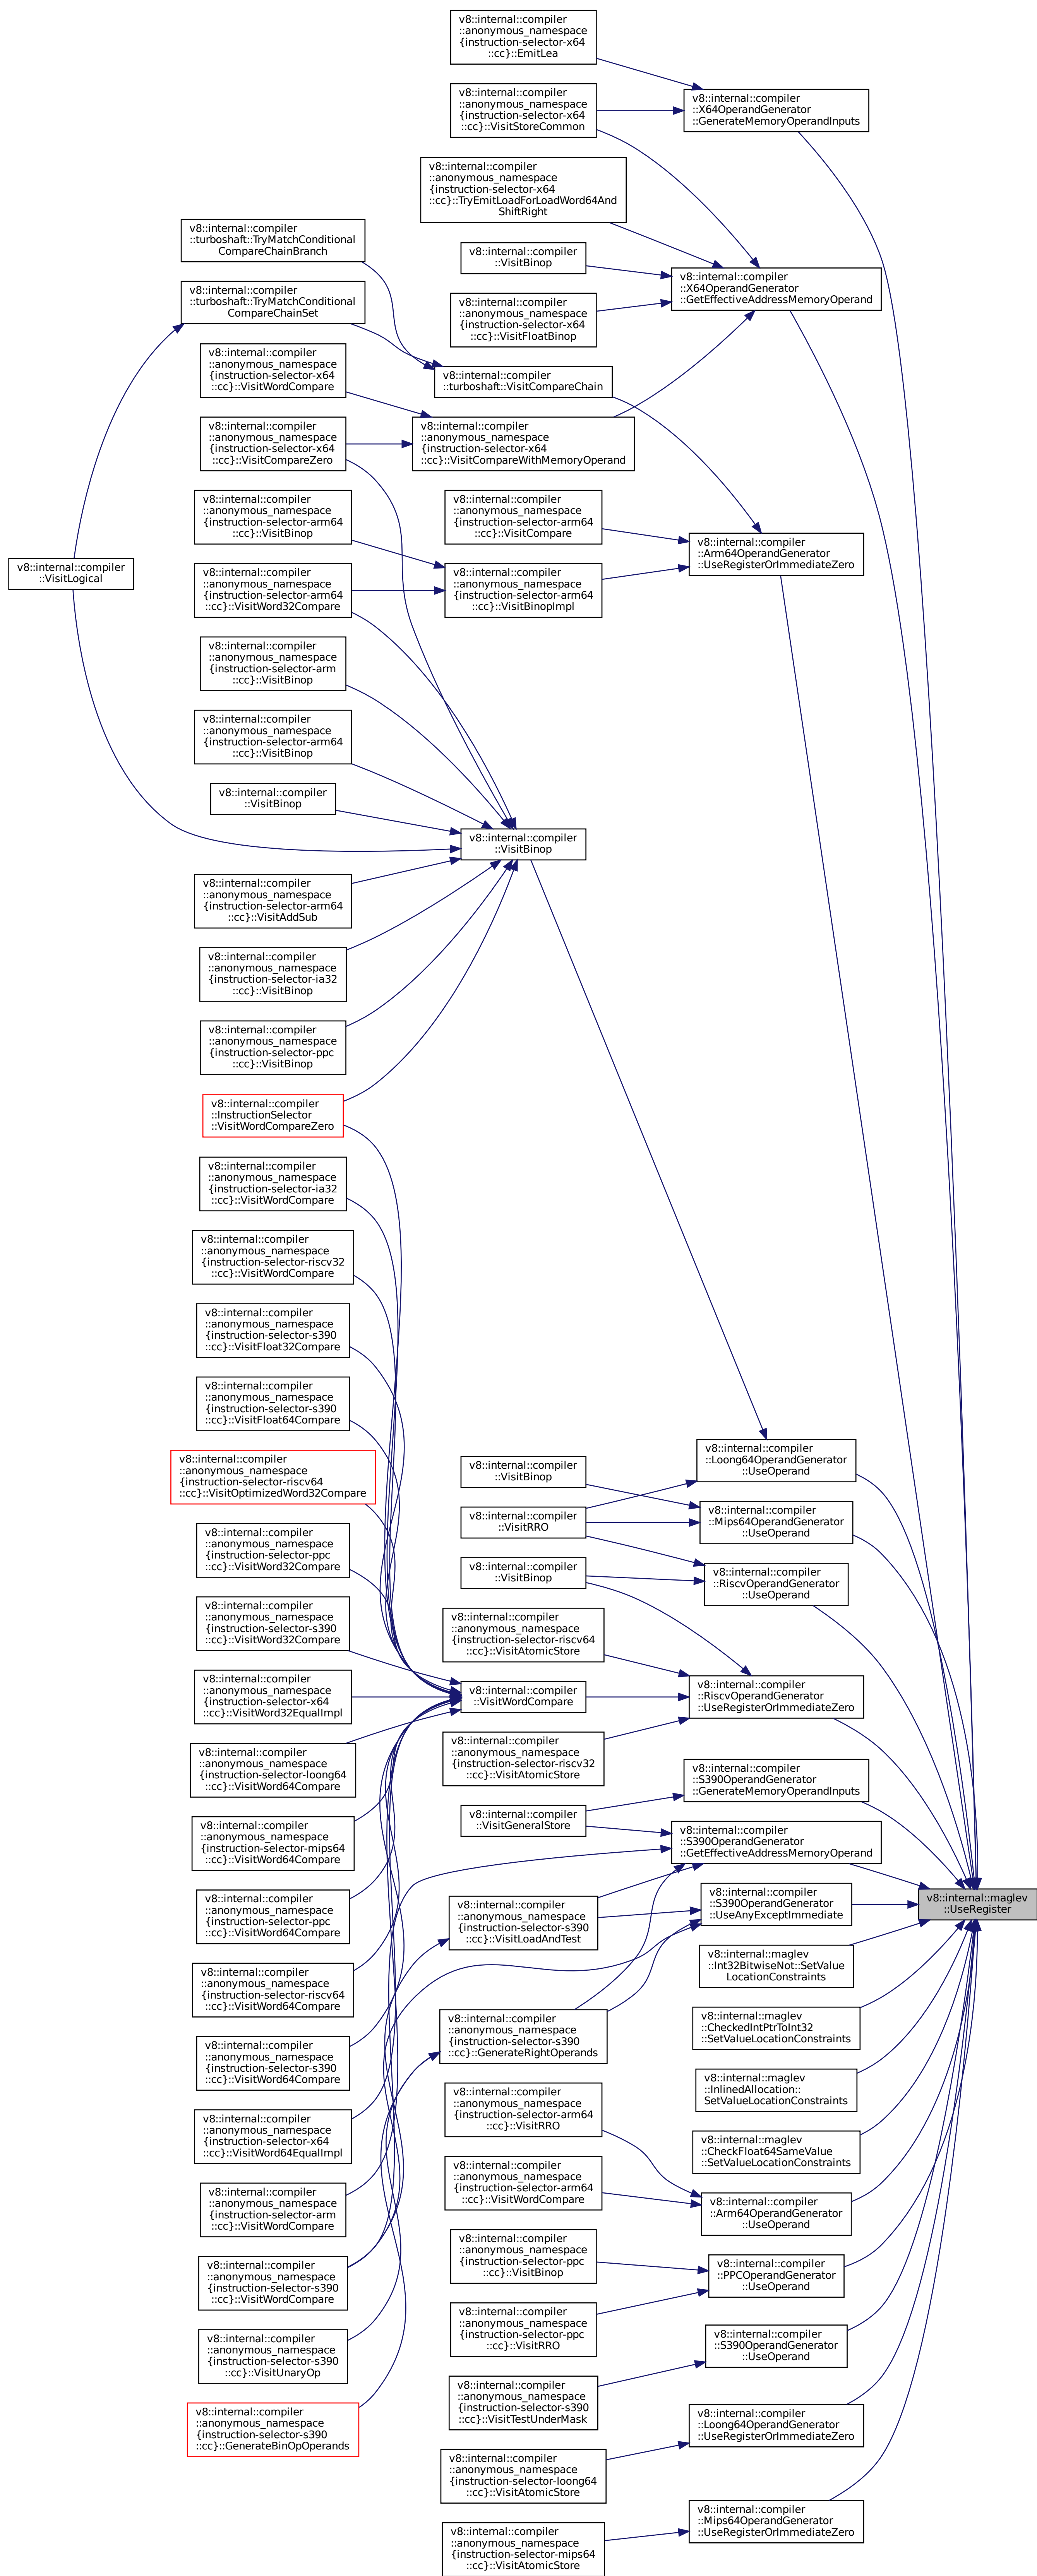 v8::internal::compiler
::VisitLogical
v8::internal::compiler
::turboshaft::TryMatchConditional
CompareChainBranch
v8::internal::compiler
::turboshaft::TryMatchConditional
CompareChainSet
v8::internal::compiler
::anonymous_namespace
{instruction-selector-x64
::cc}::VisitWordCompare
v8::internal::compiler
::anonymous_namespace
{instruction-selector-x64
::cc}::VisitCompareZero
v8::internal::compiler
::anonymous_namespace
{instruction-selector-arm64
::cc}::VisitBinop
v8::internal::compiler
::anonymous_namespace
{instruction-selector-arm64
::cc}::VisitWord32Compare
v8::internal::compiler
::anonymous_namespace
{instruction-selector-arm
::cc}::VisitBinop
v8::internal::compiler
::anonymous_namespace
{instruction-selector-arm64
::cc}::VisitBinop
v8::internal::compiler
::VisitBinop
v8::internal::compiler
::anonymous_namespace
{instruction-selector-arm64
::cc}::VisitAddSub
v8::internal::compiler
::anonymous_namespace
{instruction-selector-ia32
::cc}::VisitBinop
v8::internal::compiler
::anonymous_namespace
{instruction-selector-ppc
::cc}::VisitBinop
v8::internal::compiler
::InstructionSelector
::VisitWordCompareZero
v8::internal::compiler
::anonymous_namespace
{instruction-selector-ia32
::cc}::VisitWordCompare
v8::internal::compiler
::anonymous_namespace
{instruction-selector-riscv32
::cc}::VisitWordCompare
v8::internal::compiler
::anonymous_namespace
{instruction-selector-s390
::cc}::VisitFloat32Compare
v8::internal::compiler
::anonymous_namespace
{instruction-selector-s390
::cc}::VisitFloat64Compare
v8::internal::compiler
::anonymous_namespace
{instruction-selector-riscv64
::cc}::VisitOptimizedWord32Compare
v8::internal::compiler
::anonymous_namespace
{instruction-selector-ppc
::cc}::VisitWord32Compare
v8::internal::compiler
::anonymous_namespace
{instruction-selector-s390
::cc}::VisitWord32Compare
v8::internal::compiler
::anonymous_namespace
{instruction-selector-x64
::cc}::VisitWord32EqualImpl
v8::internal::compiler
::anonymous_namespace
{instruction-selector-loong64
::cc}::VisitWord64Compare
v8::internal::compiler
::anonymous_namespace
{instruction-selector-mips64
::cc}::VisitWord64Compare
v8::internal::compiler
::anonymous_namespace
{instruction-selector-ppc
::cc}::VisitWord64Compare
v8::internal::compiler
::anonymous_namespace
{instruction-selector-riscv64
::cc}::VisitWord64Compare
v8::internal::compiler
::anonymous_namespace
{instruction-selector-s390
::cc}::VisitWord64Compare
v8::internal::compiler
::anonymous_namespace
{instruction-selector-x64
::cc}::VisitWord64EqualImpl
v8::internal::compiler
::anonymous_namespace
{instruction-selector-arm
::cc}::VisitWordCompare
v8::internal::compiler
::anonymous_namespace
{instruction-selector-s390
::cc}::VisitWordCompare
v8::internal::compiler
::anonymous_namespace
{instruction-selector-s390
::cc}::VisitUnaryOp
v8::internal::compiler
::anonymous_namespace
{instruction-selector-s390
::cc}::GenerateBinOpOperands
v8::internal::compiler
::anonymous_namespace
{instruction-selector-x64
::cc}::EmitLea
v8::internal::compiler
::anonymous_namespace
{instruction-selector-x64
::cc}::VisitStoreCommon
v8::internal::compiler
::anonymous_namespace
{instruction-selector-x64
::cc}::TryEmitLoadForLoadWord64And
ShiftRight
v8::internal::compiler
::VisitBinop
v8::internal::compiler
::anonymous_namespace
{instruction-selector-x64
::cc}::VisitFloatBinop
v8::internal::compiler
::turboshaft::VisitCompareChain
v8::internal::compiler
::anonymous_namespace
{instruction-selector-x64
::cc}::VisitCompareWithMemoryOperand
v8::internal::compiler
::anonymous_namespace
{instruction-selector-arm64
::cc}::VisitCompare
v8::internal::compiler
::anonymous_namespace
{instruction-selector-arm64
::cc}::VisitBinopImpl
v8::internal::compiler
::VisitBinop
v8::internal::compiler
::VisitBinop
v8::internal::compiler
::VisitRRO
v8::internal::compiler
::VisitBinop
v8::internal::compiler
::anonymous_namespace
{instruction-selector-riscv64
::cc}::VisitAtomicStore
v8::internal::compiler
::VisitWordCompare
v8::internal::compiler
::anonymous_namespace
{instruction-selector-riscv32
::cc}::VisitAtomicStore
v8::internal::compiler
::VisitGeneralStore
v8::internal::compiler
::anonymous_namespace
{instruction-selector-s390
::cc}::VisitLoadAndTest
v8::internal::compiler
::anonymous_namespace
{instruction-selector-s390
::cc}::GenerateRightOperands
v8::internal::compiler
::anonymous_namespace
{instruction-selector-arm64
::cc}::VisitRRO
v8::internal::compiler
::anonymous_namespace
{instruction-selector-arm64
::cc}::VisitWordCompare
v8::internal::compiler
::anonymous_namespace
{instruction-selector-ppc
::cc}::VisitBinop
v8::internal::compiler
::anonymous_namespace
{instruction-selector-ppc
::cc}::VisitRRO
v8::internal::compiler
::anonymous_namespace
{instruction-selector-s390
::cc}::VisitTestUnderMask
v8::internal::compiler
::anonymous_namespace
{instruction-selector-loong64
::cc}::VisitAtomicStore
v8::internal::compiler
::anonymous_namespace
{instruction-selector-mips64
::cc}::VisitAtomicStore
v8::internal::compiler
::X64OperandGenerator
::GenerateMemoryOperandInputs
v8::internal::compiler
::X64OperandGenerator
::GetEffectiveAddressMemoryOperand
v8::internal::compiler
::Arm64OperandGenerator
::UseRegisterOrImmediateZero
v8::internal::compiler
::Loong64OperandGenerator
::UseOperand
v8::internal::compiler
::Mips64OperandGenerator
::UseOperand
v8::internal::compiler
::RiscvOperandGenerator
::UseOperand
v8::internal::compiler
::RiscvOperandGenerator
::UseRegisterOrImmediateZero
v8::internal::compiler
::S390OperandGenerator
::GenerateMemoryOperandInputs
v8::internal::compiler
::S390OperandGenerator
::GetEffectiveAddressMemoryOperand
v8::internal::compiler
::S390OperandGenerator
::UseAnyExceptImmediate
v8::internal::maglev
::Int32BitwiseNot::SetValue
LocationConstraints
v8::internal::maglev
::CheckedIntPtrToInt32
::SetValueLocationConstraints
v8::internal::maglev
::InlinedAllocation::
SetValueLocationConstraints
v8::internal::maglev
::CheckFloat64SameValue
::SetValueLocationConstraints
v8::internal::compiler
::Arm64OperandGenerator
::UseOperand
v8::internal::compiler
::PPCOperandGenerator
::UseOperand
v8::internal::compiler
::S390OperandGenerator
::UseOperand
v8::internal::compiler
::Loong64OperandGenerator
::UseRegisterOrImmediateZero
v8::internal::compiler
::Mips64OperandGenerator
::UseRegisterOrImmediateZero
v8::internal::maglev
::UseRegister